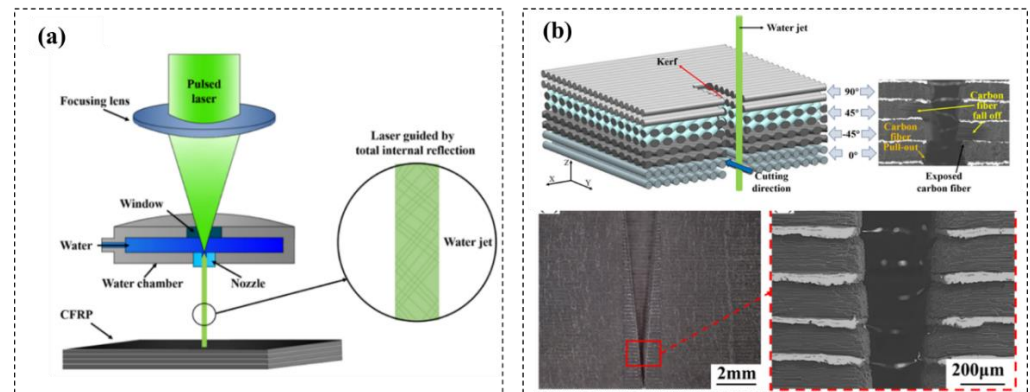 (a)
Pulsed
laser
Focusing lens
Laser guided by
total internal reflection
Window
Water
Water jet
Water chamber
Nozzle
CFRP
(b)
Water jet
Kerf
90°
45°
-45°
0°
Carbon
fiber
fall off
Carbon
fiber
Pull-out
Cutting
direction
Exposed
carbon fiber
Z
X
Y
2mm
200μm